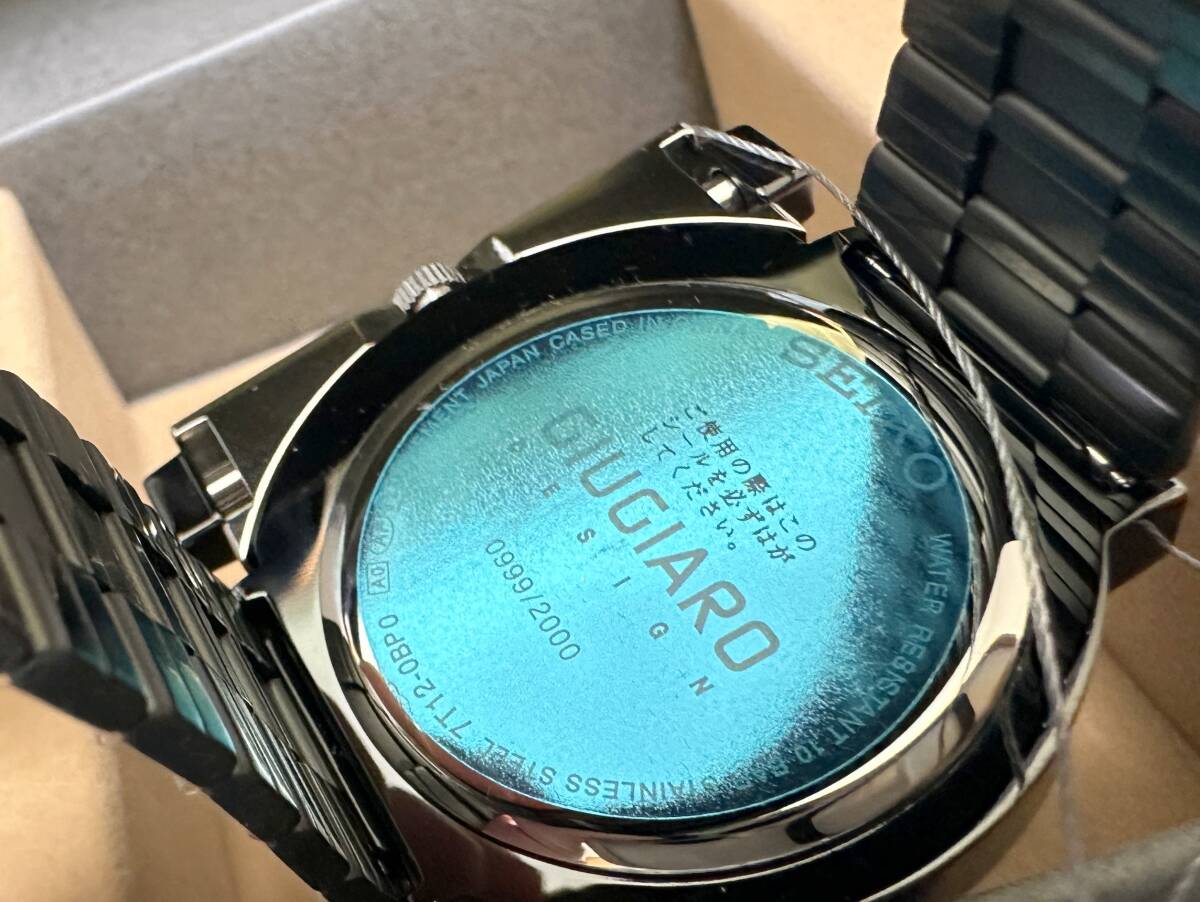 SEIKO
WATER RESISTANT 10 BAR
STAINLESS STEEL 7T12-0BP0
A0
MENT JAPAN CASED IN
ご使用の際はこの
シールを必ずはが
してください。
GIUGIARO
DESIGN
0999/2000